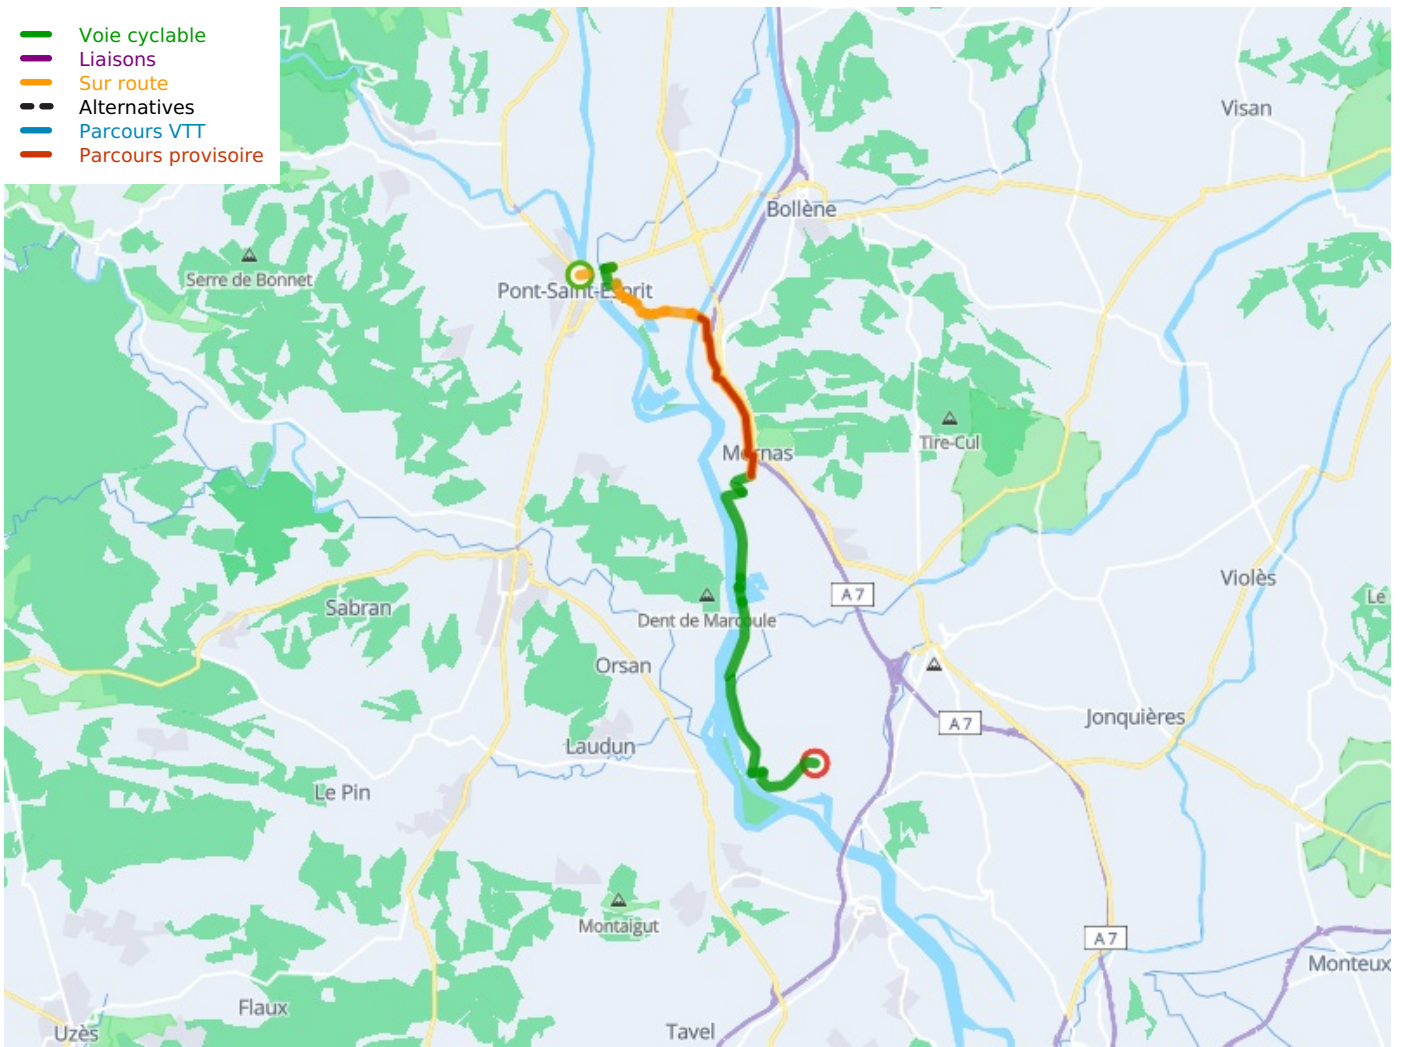 Voie cyclable
Liaisons
Sur route
Alternatives
Parcours VTT
Parcours provisoire
Visan
Bollène
Serre de Bonnet
Pont-Saint-Esprit
Tire-Cul
Mornas
Violès
A7
Le
Sabran
Dent de Marcoule
Orsan
Jonquières
A7
Laudun
Le Pin
Montaigut
A7
Monteux
Flaux
Uzès
Tavel